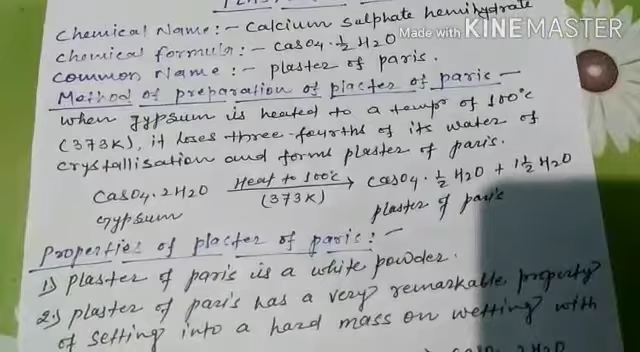 Made with KINEMASTER
Chemical Name:- Calcium sulphate hemihydrate
chemical formula:- CaSO4.½H2O
Common Name:- plaster of paris.
Method of preparation of placter of paris-
when gypsum is heated to a tempr of 100°c
(373K), it loses three-fourths of its water of
crystallisation and forms plaster of paris.
CaSO4.2H2O Heat to 100°c (373K) → CaSO4.½H2O + 1½H2O
gypsum plaster of paris
Properties of placter of paris:-
1) plaster of paris is a white powder.
2) plaster of paris has a very remarkable property
of setting into a hard mass on wetting with